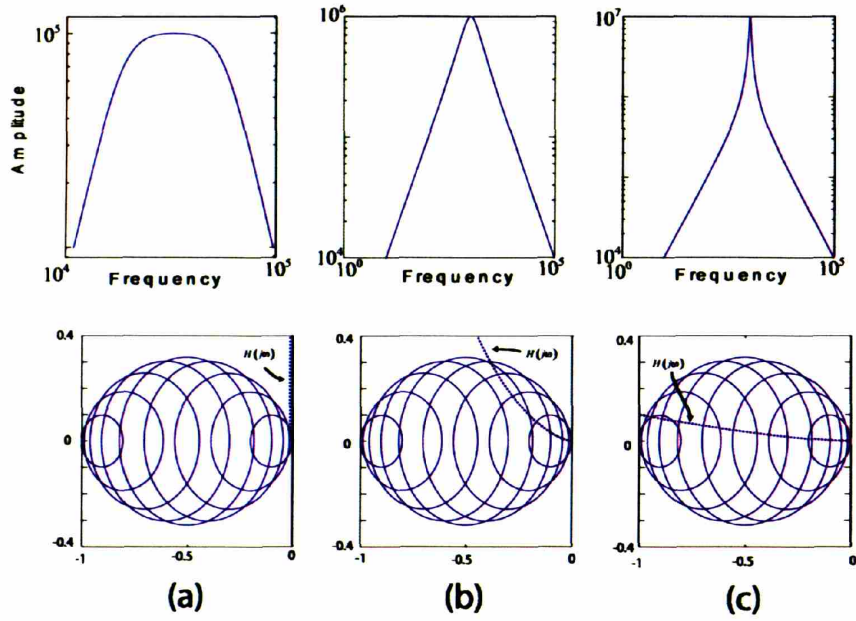 10^5 10^6 10^7
Amplitude
10^4 10^4
10^4 10^5 10^0 10^5 10^0 10^5
Frequency Frequency Frequency
0.4 0.4 0.4
H(jω) H(jω) H(jω)
0 0 0
-0.4 -0.4 -0.4
-1 -0.5 0 -1 -0.5 0 -1 -0.5 0
(a) (b) (c)